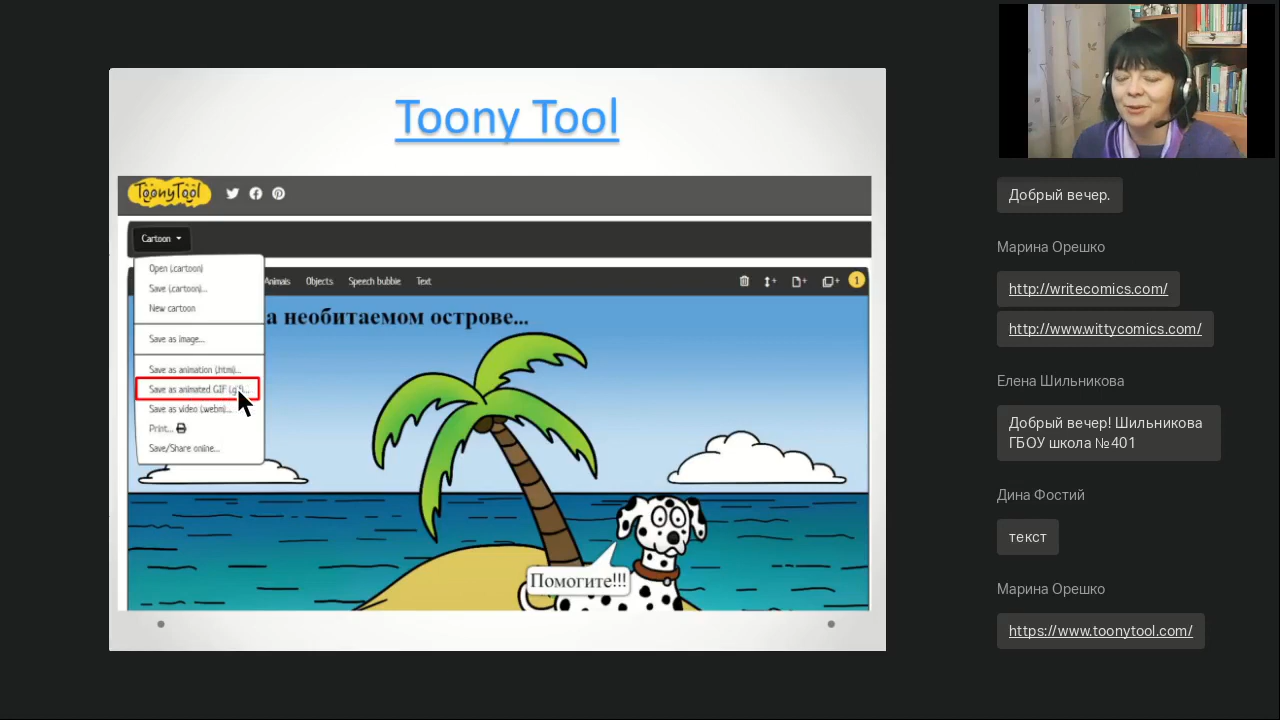 Toony Tool
ToonyTool
Cartoon
Open (.cartoon)
Save (.cartoon)...
New cartoon
Save as image...
Save as animation (.html)...
Save as animated GIF (.gif)...
Save as video (.webm)...
Print...
Save/Share online...
Animals Objects Speech bubble Text
1
а необитаемом острове...
Помогите!!!
Добрый вечер.
Марина Орешко
http://writecomics.com/
http://www.wittycomics.com/
Елена Шильникова
Добрый вечер! Шильникова
ГБОУ школа №401
Дина Фостий
текст
Марина Орешко
https://www.toonytool.com/